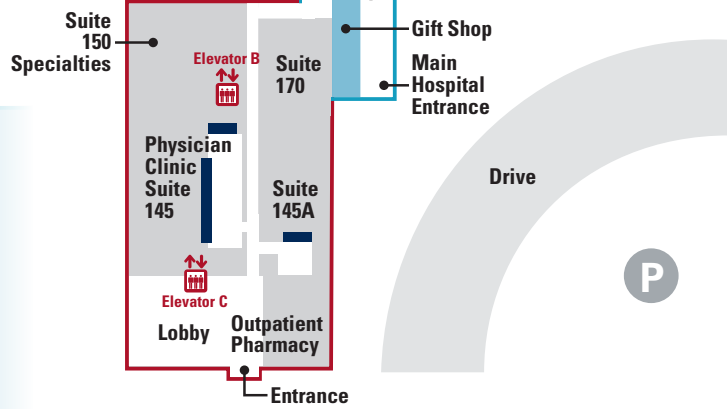 Suite
150
Specialties
Elevator B
Suite
170
Gift Shop
Main
Hospital
Entrance
Physician
Clinic
Suite
145
Suite
145A
Drive
P
Elevator C
Lobby
Outpatient
Pharmacy
Entrance